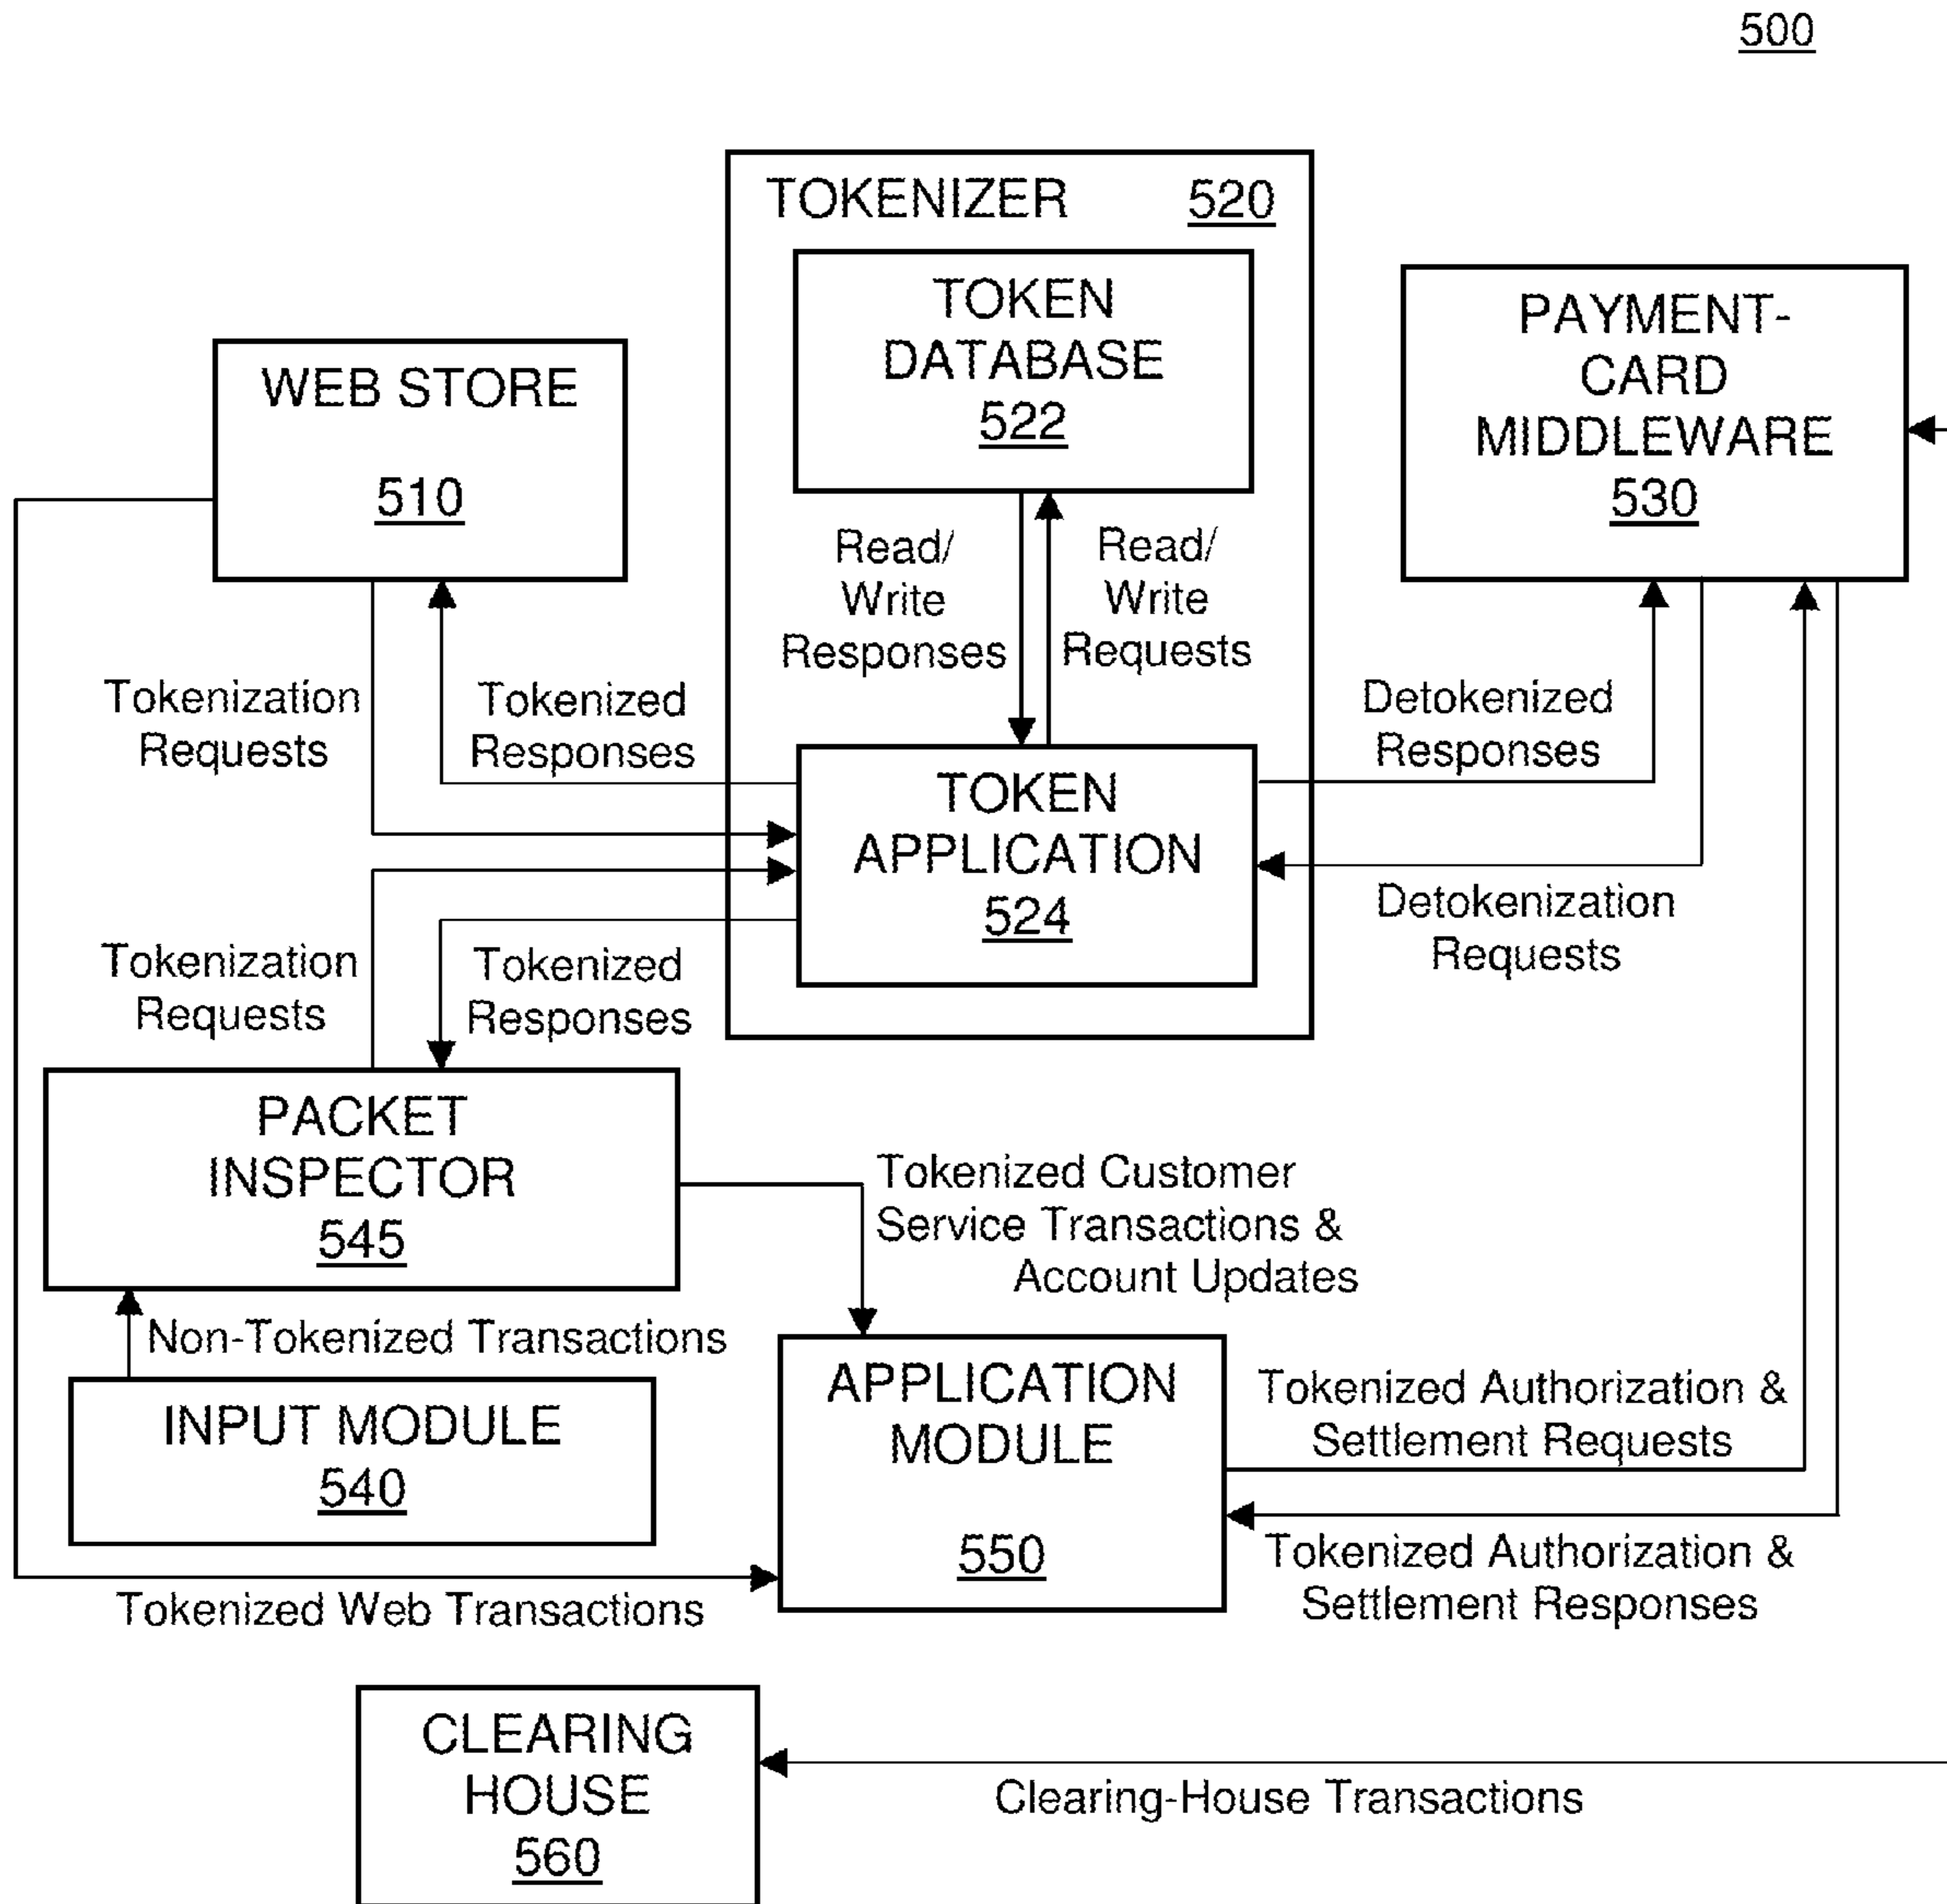 500
TOKENIZER 520
TOKEN
DATABASE
522
Read/
Write
Responses
Read/
Write
Requests
TOKEN
APPLICATION
524
WEB STORE
510
PAYMENT-
CARD
MIDDLEWARE
530
Tokenization
Requests
Tokenized
Responses
Detokenized
Responses
Detokenization
Requests
Tokenization
Requests
Tokenized
Responses
PACKET
INSPECTOR
545
Tokenized Customer
Service Transactions &
Account Updates
Non-Tokenized Transactions
INPUT MODULE
540
APPLICATION
MODULE
550
Tokenized Authorization &
Settlement Requests
Tokenized Authorization &
Settlement Responses
Tokenized Web Transactions
CLEARING
HOUSE
560
Clearing-House Transactions